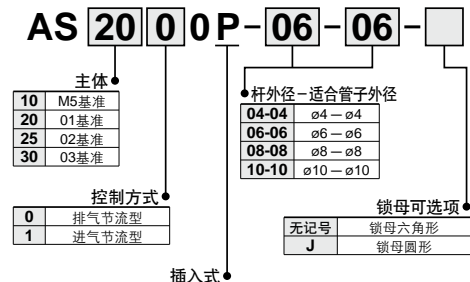 AS 20 0 0 P - 06 - 06 -
主体
10 M5基准
20 01基准
25 02基准
30 03基准
控制方式
0 排气节流型
1 进气节流型
插入式
杆外径－适合管子外径
04-04 ø4 — ø4
06-06 ø6 — ø6
08-08 ø8 — ø8
10-10 ø10 — ø10
锁母可选项
无记号 锁母六角形
J 锁母圆形